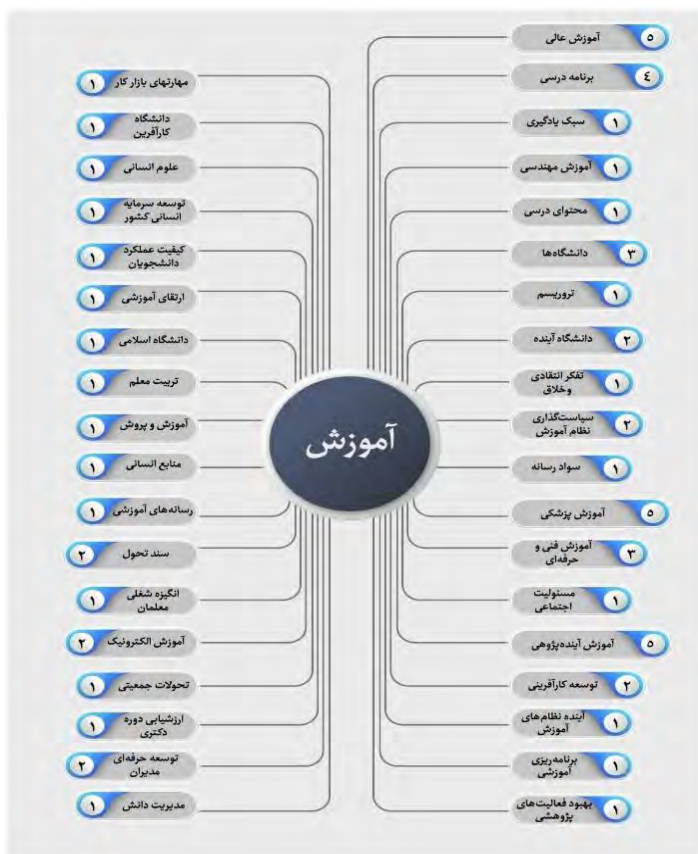 آموزش عالی ۵
برنامه درسی ۴
سبک یادگیری ۱
آموزش مهندسی ۱
محتوای درسی ۱
دانشگاه‌ها ۳
تروریسم ۱
دانشگاه آینده ۲
تفکر انتقادی
وخلاق ۱
سیاست‌گذاری
نظام آموزش ۲
سواد رسانه ۱
آموزش پزشکی ۵
آموزش فنی و
حرفه‌ای ۳
مسئولیت
اجتماعی ۱
آموزش آینده‌پژوهی ۵
توسعه کارآفرینی ۲
آینده نظام‌های
آموزش ۱
برنامه‌ریزی
آموزشی ۱
بهبود فعالیت‌های
پژوهشی ۱
آموزش
مهارتهای بازار کار ۱
دانشگاه
کارآفرین ۱
علوم انسانی ۱
توسعه سرمایه
انسانی کشور ۱
کیفیت عملکرد
دانشجویان ۱
ارتقای آموزشی ۱
دانشگاه اسلامی ۱
تربیت معلم ۱
آموزش و پروش ۱
منابع انسانی ۱
رسانه‌های آموزشی ۱
سند تحول ۲
انگیزه شغلی
معلمان ۱
آموزش الکترونیک ۲
تحولات جمعیتی ۱
ارزشیابی دوره
دکتری ۱
توسعه حرفه‌ای
مدیران ۲
مدیریت دانش ۱